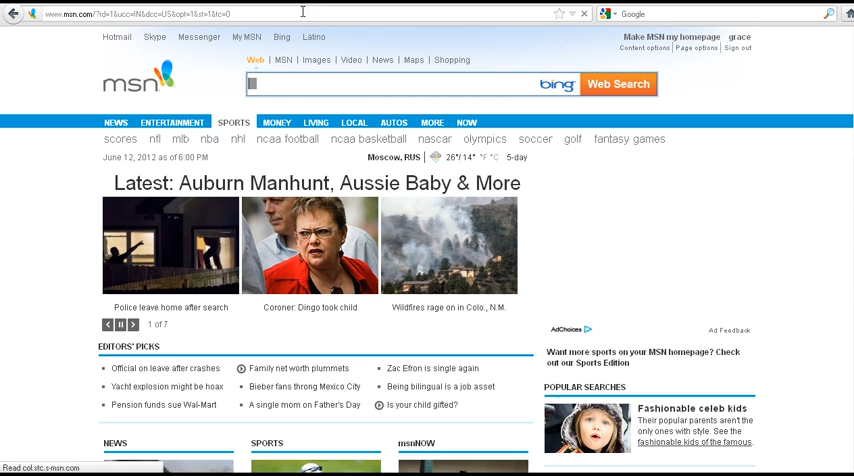 www.msn.com/?rd=1&ucc=IN&dcc=US&opt=1&st=1&tc=0
Google
Hotmail Skype Messenger My MSN Bing Latino
Make MSN my homepage grace
Content options | Page options | Sign out
Web | MSN | Images | Video | News | Maps | Shopping
msn
bing
Web Search
NEWS ENTERTAINMENT SPORTS MONEY LIVING LOCAL AUTOS MORE NOW
scores nfl mlb nba nhl ncaa football ncaa basketball nascar olympics soccer golf fantasy games
June 12, 2012 as of 6:00 PM
Moscow, RUS | 26°/ 14° °F °C 5-day
Latest: Auburn Manhunt, Aussie Baby & More
Police leave home after search
Coroner: Dingo took child
Wildfires rage on in Colo., N.M.
1 of 7
AdChoices
Ad Feedback
EDITORS' PICKS
Official on leave after crashes
Family net worth plummets
Zac Efron is single again
Yacht explosion might be hoax
Bieber fans throng Mexico City
Being bilingual is a job asset
Pension funds sue Wal-Mart
A single mom on Father's Day
Is your child gifted?
Want more sports on your MSN homepage? Check
out our Sports Edition
POPULAR SEARCHES
Fashionable celeb kids
Their popular parents aren't the
only ones with style. See the
fashionable kids of the famous.
NEWS
SPORTS
msnNOW
Read col.stc.s-msn.com